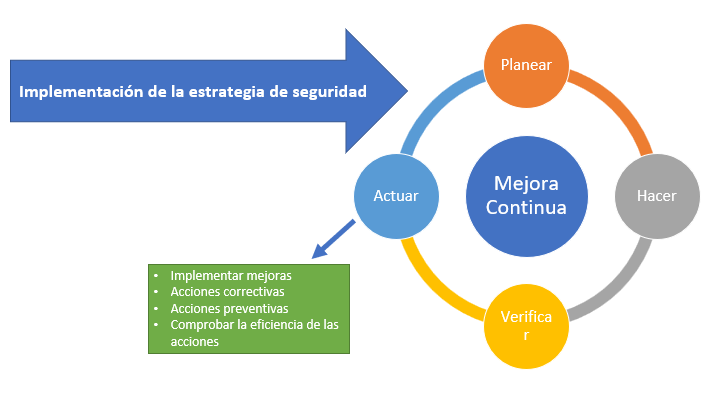 Implementación de la estrategia de seguridad
Planear
Actuar
Mejora
Continua
Hacer
Verifica
r
• Implementar mejoras
• Acciones correctivas
• Acciones preventivas
• Comprobar la eficiencia de las
acciones